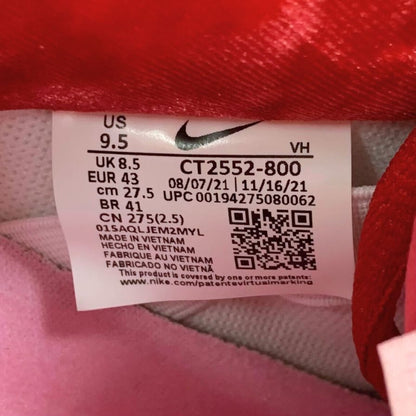 US
9.5
VH
UK 8.5
EUR 43
cm 27.5
BR 41
CN 275(2.5)
CT2552-800
08/07/21 | 11/16/21
UPC 00194275080062
01SAQLJEM2MYL
MADE IN VIETNAM
HECHO EN VIETNAM
FABRIQUE AU VIETNAM
FABRICADO NO VIETNÃ
This product is covered by one or more patents.
www.nike.com/patentsvirtualmarking